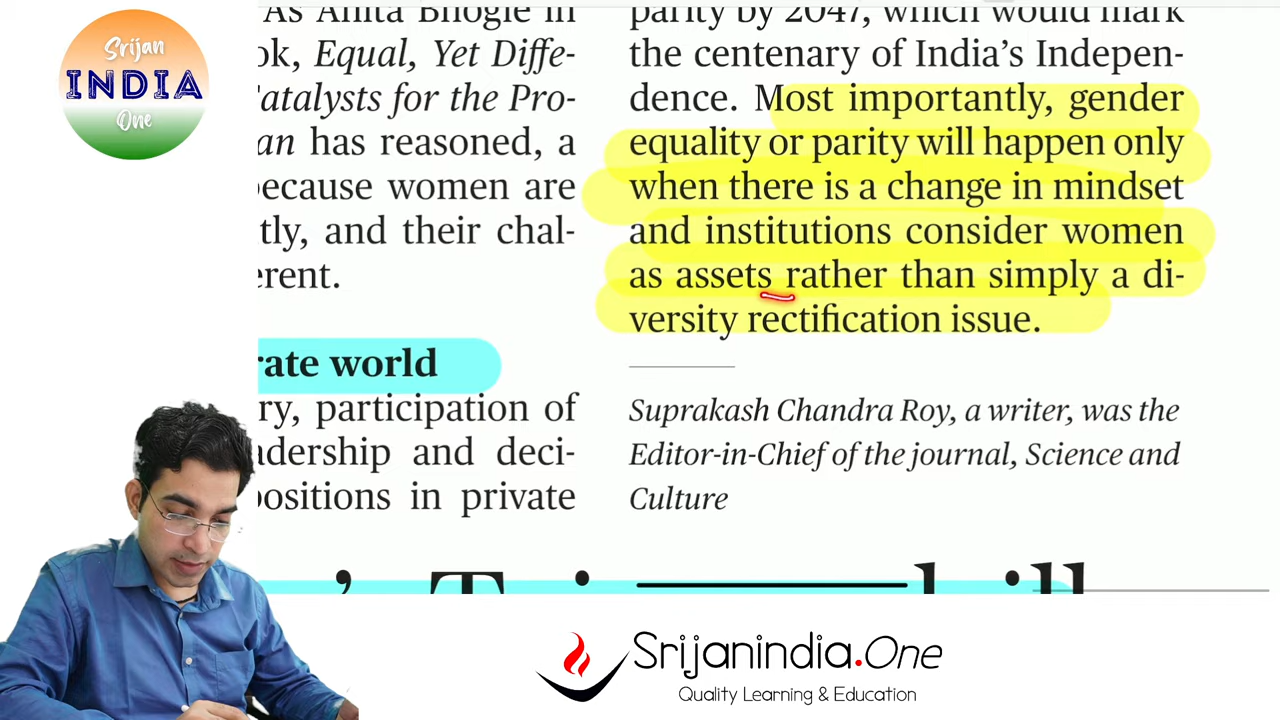 Srijan
INDIA
One
As Anita Bhogle in
ok, Equal, Yet Diffe-
atalysts for the Pro-
an has reasoned, a
because women are
tly, and their chal-
erent.
rate world
ry, participation of
adership and deci-
positions in private
parity by 2047, which would mark
the centenary of India's Indepen-
dence. Most importantly, gender
equality or parity will happen only
when there is a change in mindset
and institutions consider women
as assets rather than simply a di-
versity rectification issue.
Suprakash Chandra Roy, a writer, was the
Editor-in-Chief of the journal, Science and
Culture
Srijanindia.One
Quality Learning & Education